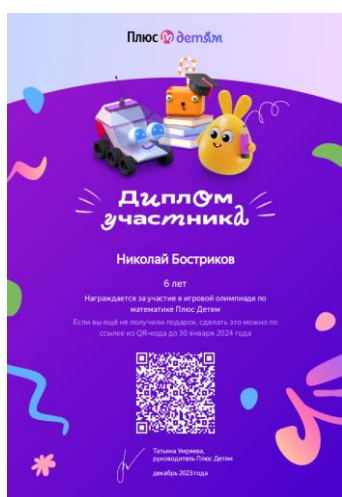 Плюс детям
Диплом
участника
Николай Бостриков
6 лет
Награждается за участие в игровой олимпиаде по
математике Плюс Детям
Если вы ещё не получили подарок, сделать это можно по
ссылке из QR-кода до 30 января 2024 года
Татьяна Умряева,
руководитель Плюс Детям
декабрь 2023 года